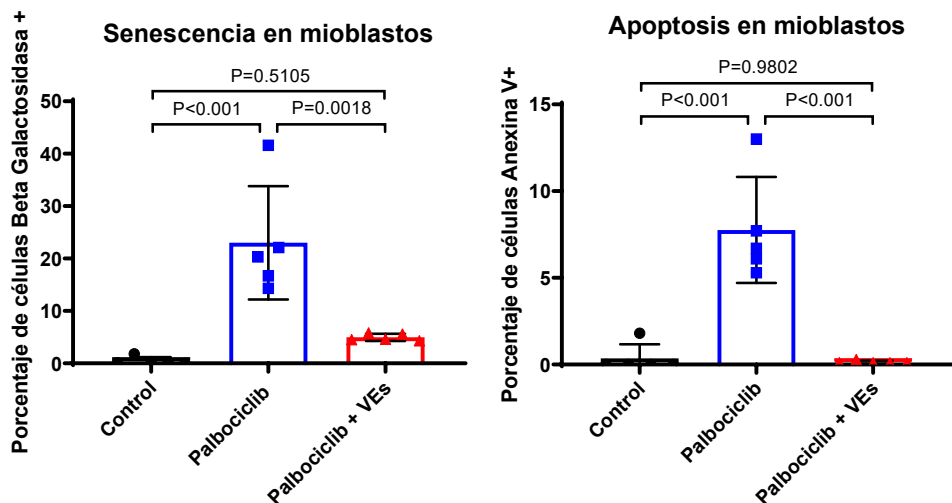 Senescencia en mioblastos
P=0.5105
P<0.001
P=0.0018
Porcentaje de células Beta Galactosidasa +
50
40
30
20
10
0
Control
Palbociclib
Palbociclib + VEs
Apoptosis en mioblastos
P=0.9802
P<0.001
P<0.001
Porcentaje de células Anexina V+
15
10
5
0
Control
Palbociclib
Palbociclib + VEs